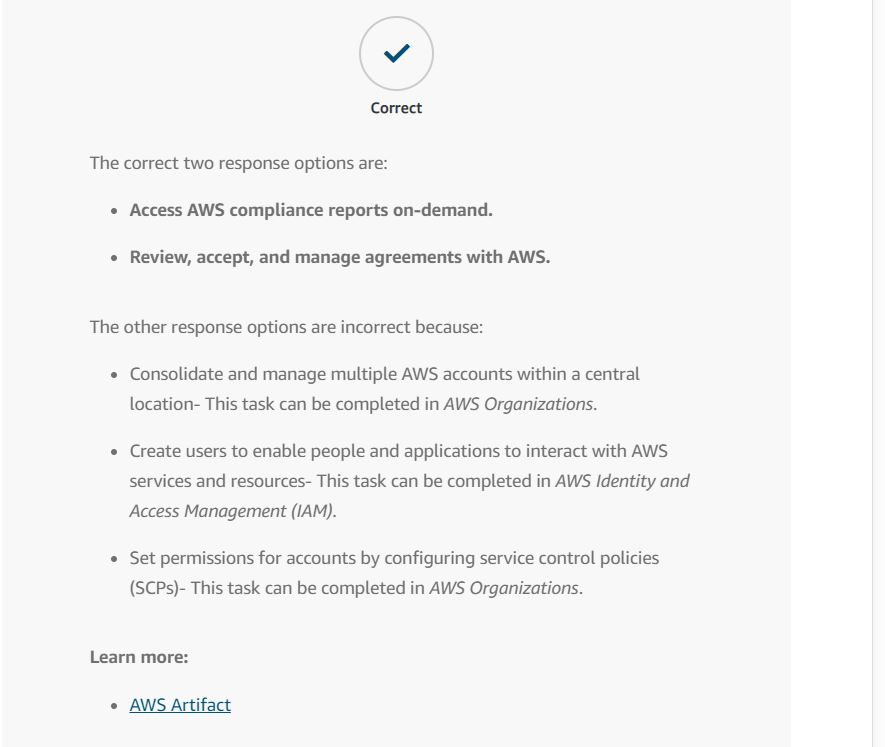 Correct
The correct two response options are:
Access AWS compliance reports on-demand.
Review, accept, and manage agreements with AWS.
The other response options are incorrect because:
Consolidate and manage multiple AWS accounts within a central
location- This task can be completed in AWS Organizations.
Create users to enable people and applications to interact with AWS
services and resources- This task can be completed in AWS Identity and
Access Management (IAM).
Set permissions for accounts by configuring service control policies
(SCPs)- This task can be completed in AWS Organizations.
Learn more:
AWS Artifact